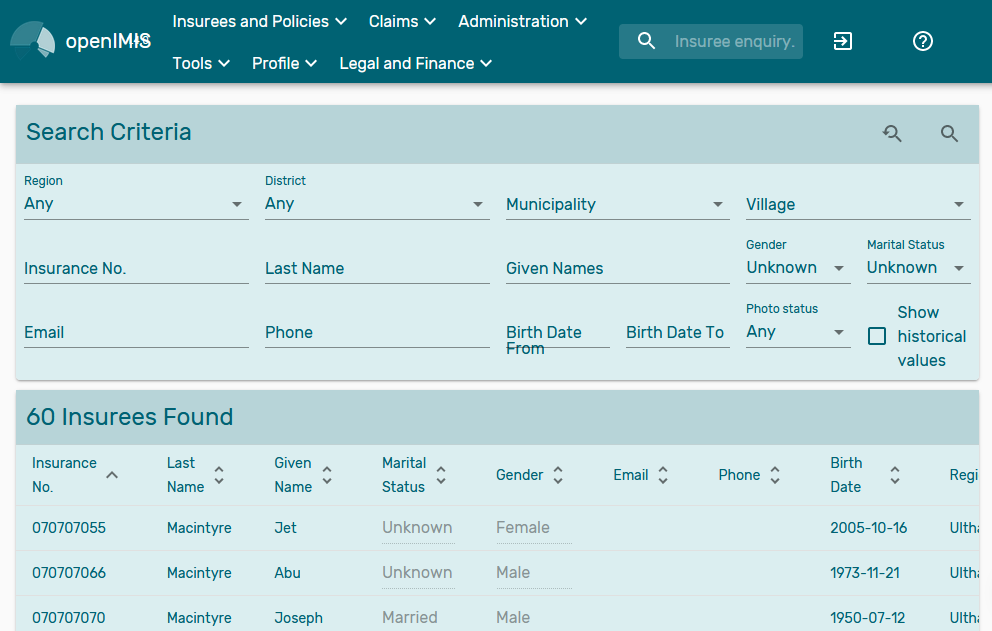 openIMIS
Insurees and Policies Claims Administration
Insuree enquiry.
Tools Profile Legal and Finance
Search Criteria
Region District
Any Any Municipality Village
Gender Marital Status
Insurance No. Last Name Given Names Unknown Unknown
Photo status
Email Phone Birth Date From Birth Date To Any Show historical values
60 Insurees Found
Insurance No. Last Name Given Name Marital Status Gender Email Phone Birth Date Regi
070707055 Macintyre Jet Unknown Female 2005-10-16 Ultha
070707066 Macintyre Abu Unknown Male 1973-11-21 Ultha
070707070 Macintyre Joseph Married Male 1950-07-12 Ultha